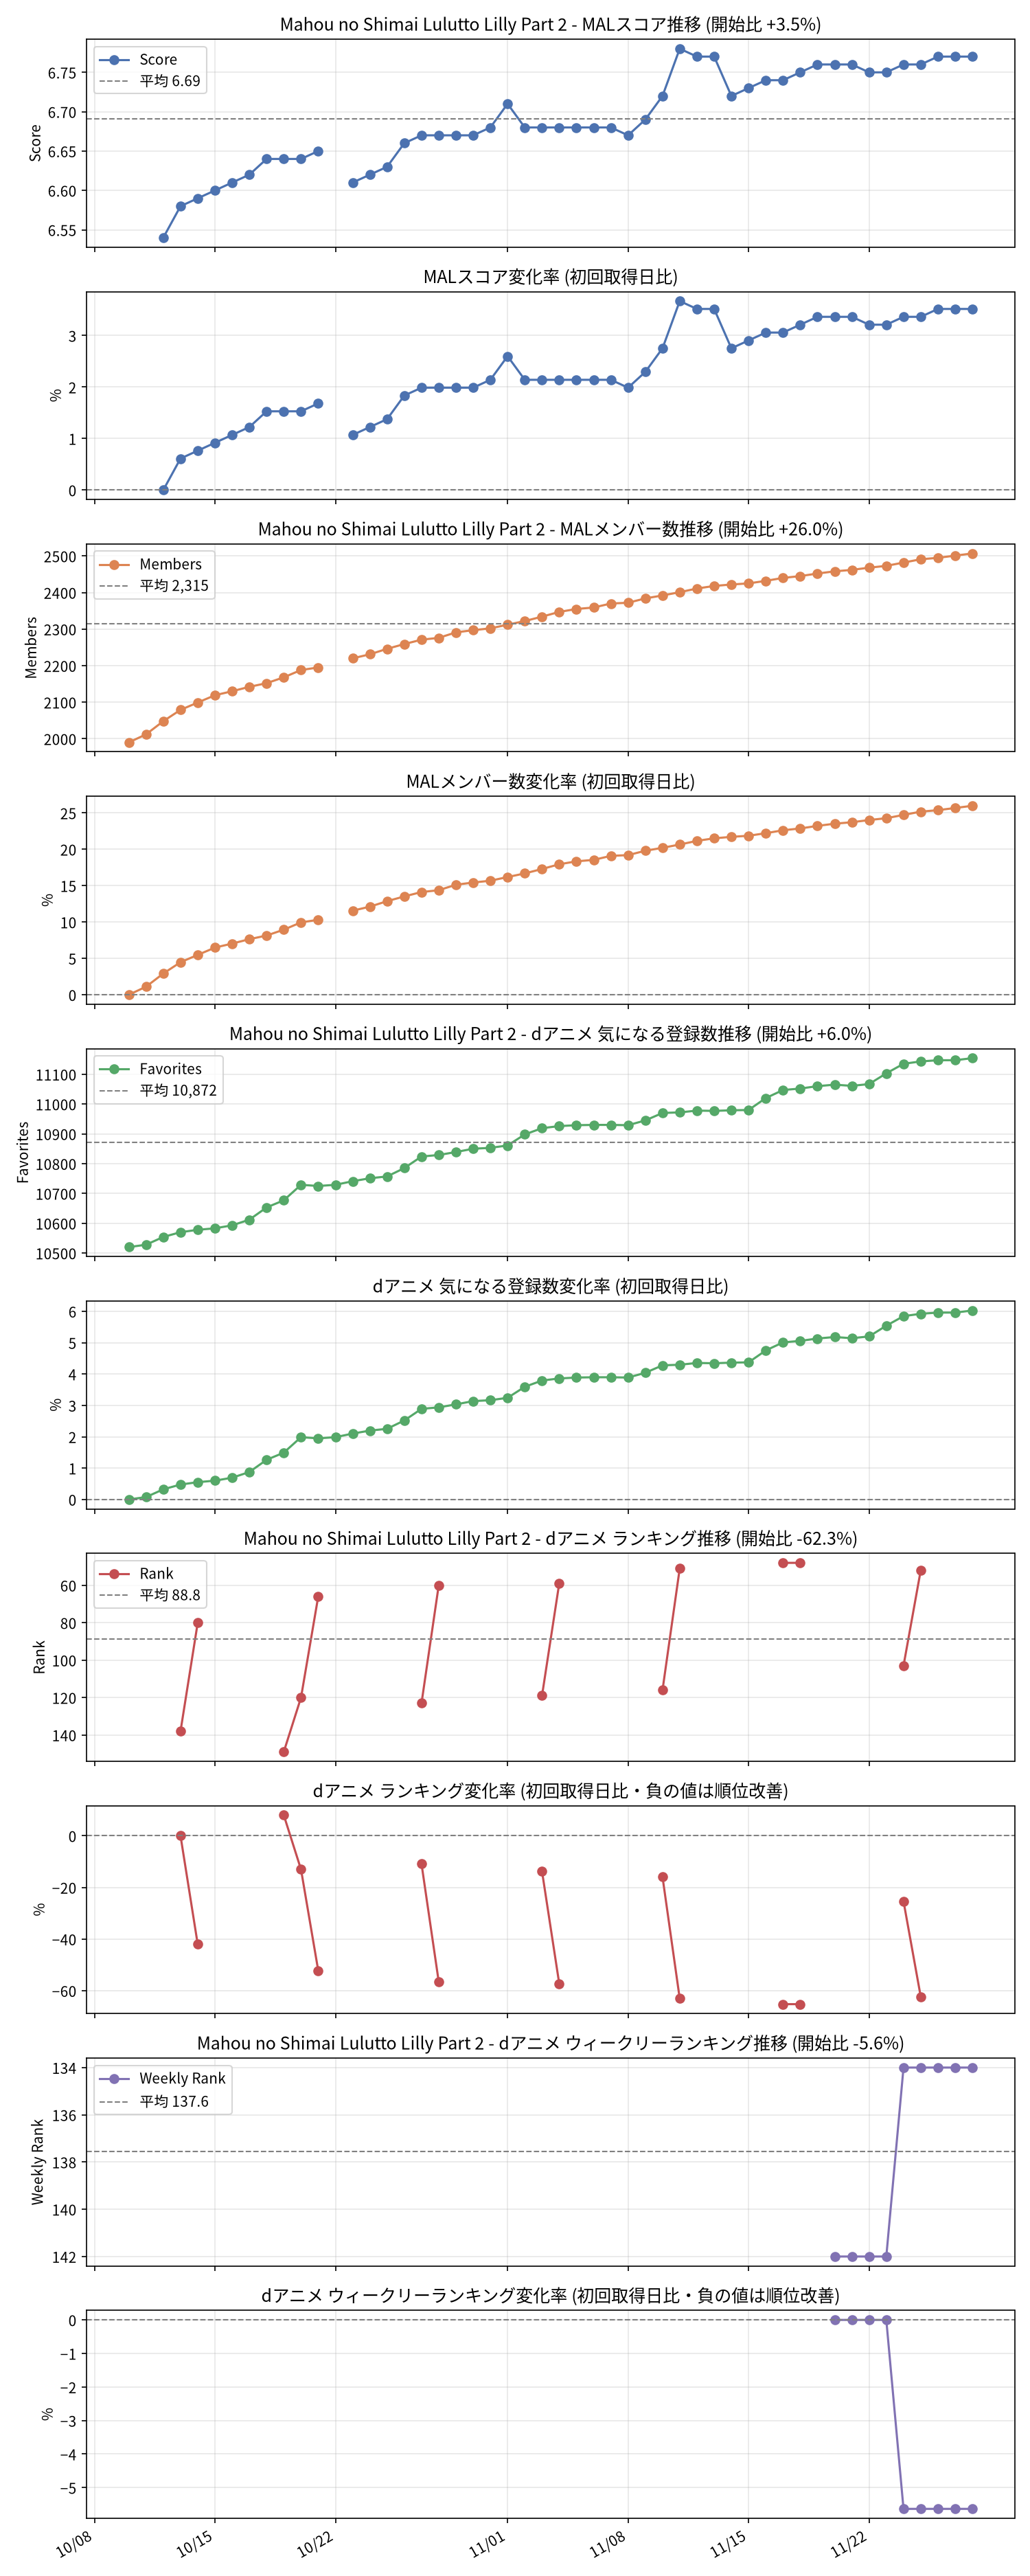 Mahou no Shimai Lulutto Lilly Part 2 - MALスコア推移 (開始比 +3.5%)
Score
平均 6.69
Score
6.75
6.70
6.65
6.60
6.55
MALスコア変化率 (初回取得日比)
%
3
2
1
0
Mahou no Shimai Lulutto Lilly Part 2 - MALメンバー数推移 (開始比 +26.0%)
Members
平均 2,315
Members
2500
2400
2300
2200
2100
2000
MALメンバー数変化率 (初回取得日比)
%
25
20
15
10
5
0
Mahou no Shimai Lulutto Lilly Part 2 - dアニメ 気になる登録数推移 (開始比 +6.0%)
Favorites
平均 10,872
Favorites
11100
11000
10900
10800
10700
10600
10500
dアニメ 気になる登録数変化率 (初回取得日比)
%
6
5
4
3
2
1
0
Mahou no Shimai Lulutto Lilly Part 2 - dアニメ ランキング推移 (開始比 -62.3%)
Rank
平均 88.8
Rank
60
80
100
120
140
dアニメ ランキング変化率 (初回取得日比・負の値は順位改善)
%
0
−20
−40
−60
Mahou no Shimai Lulutto Lilly Part 2 - dアニメ ウィークリーランキング推移 (開始比 -5.6%)
Weekly Rank
平均 137.6
Weekly Rank
134
136
138
140
142
dアニメ ウィークリーランキング変化率 (初回取得日比・負の値は順位改善)
%
0
−1
−2
−3
−4
−5
10/08
10/15
10/22
11/01
11/08
11/15
11/22